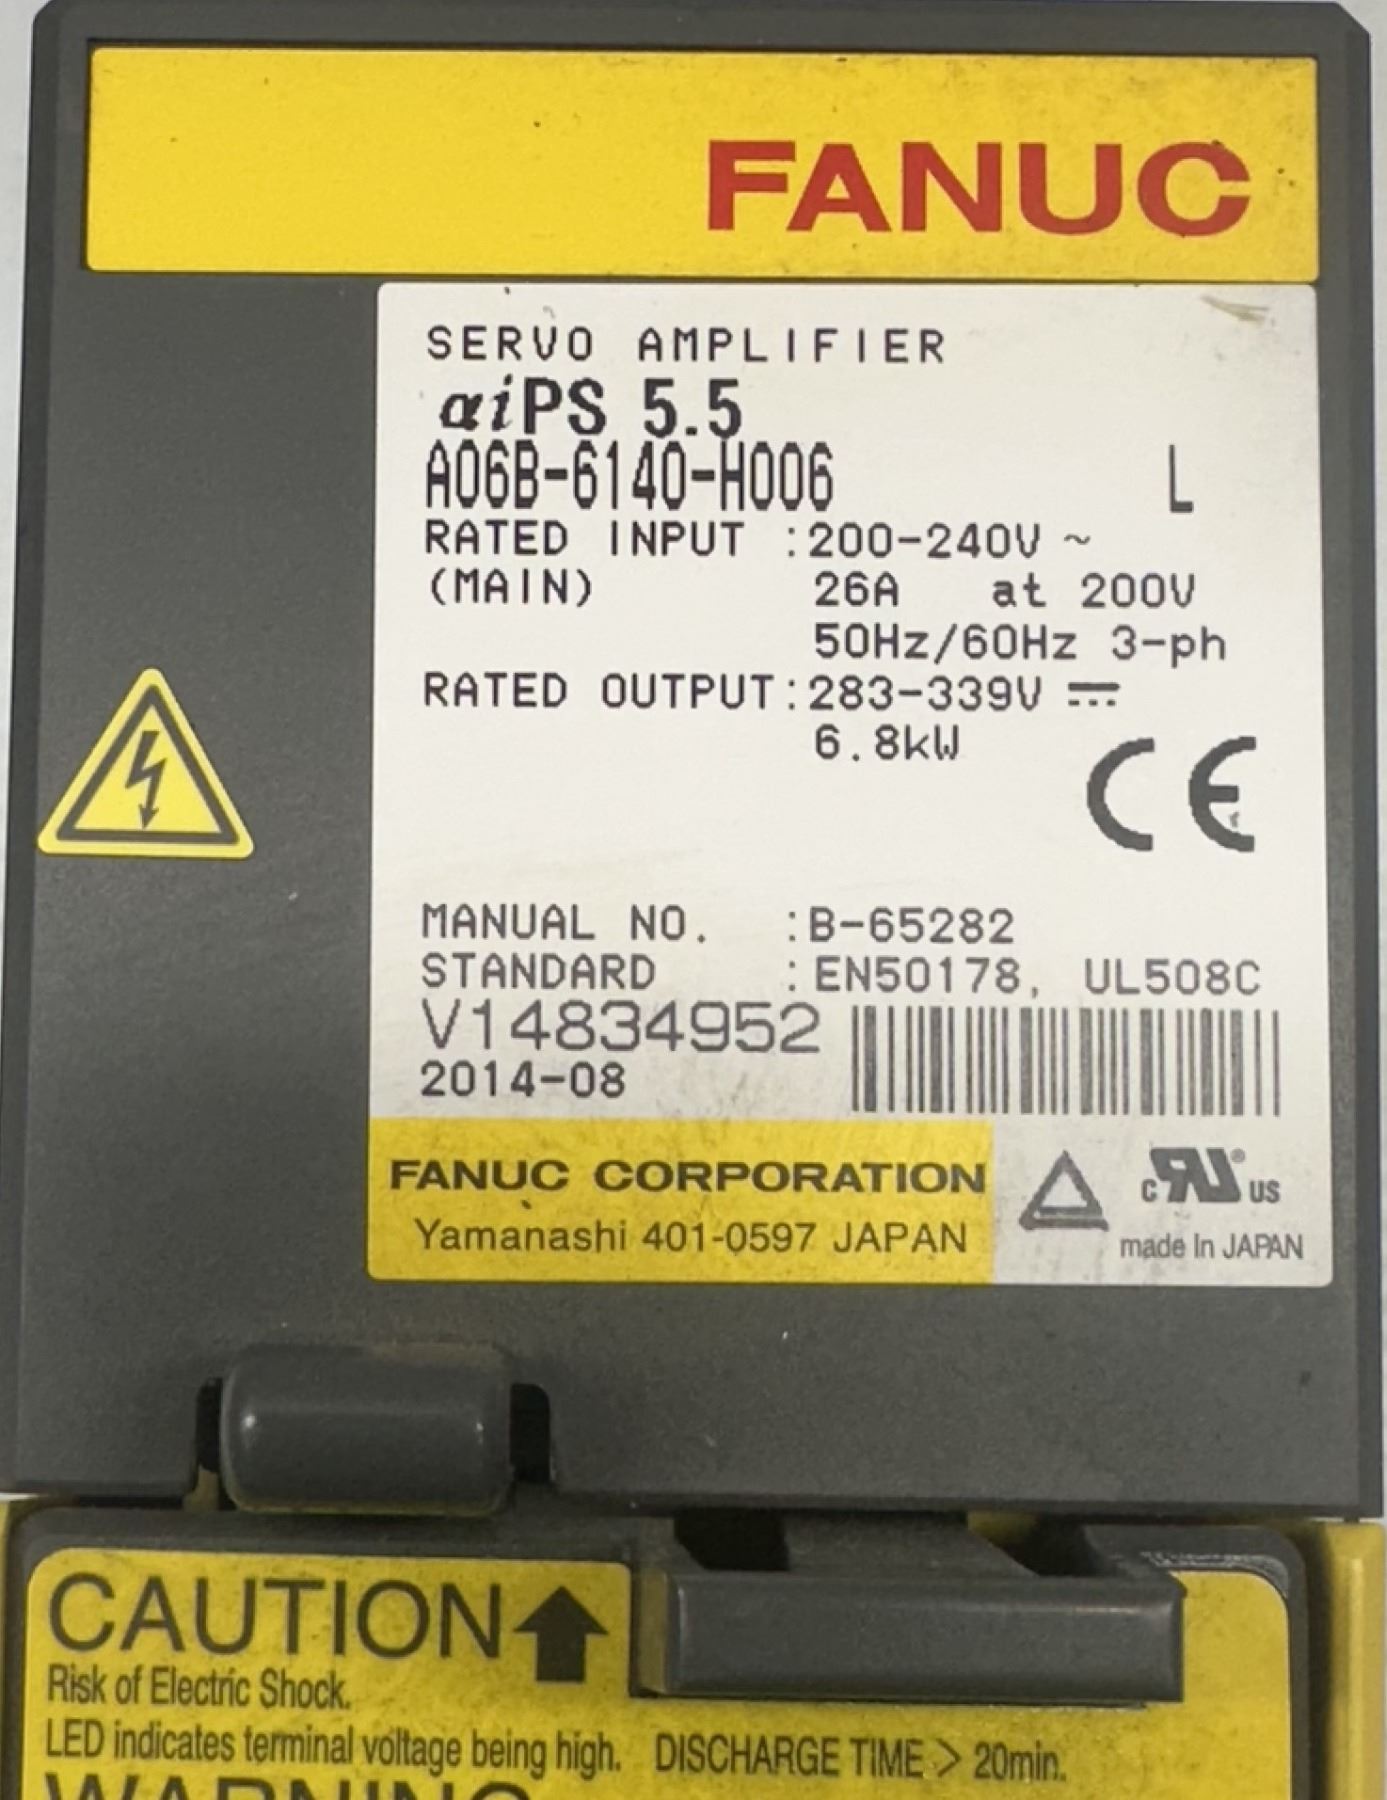 FANUC
SERVO AMPLIFIER
αiPS 5.5
A06B-6140-H006 L
RATED INPUT :200-240V ~
(MAIN) 26A at 200V
50Hz/60Hz 3-ph
RATED OUTPUT:283-339V ⎓
6.8kW
CE
MANUAL NO. :B-65282
STANDARD :EN50178, UL508C
V14834952
2014-08
FANUC CORPORATION
Yamanashi 401-0597 JAPAN
c RU ® US
made In JAPAN
CAUTION
Risk of Electric Shock.
LED indicates terminal voltage being high. DISCHARGE TIME > 20min.
WARNING